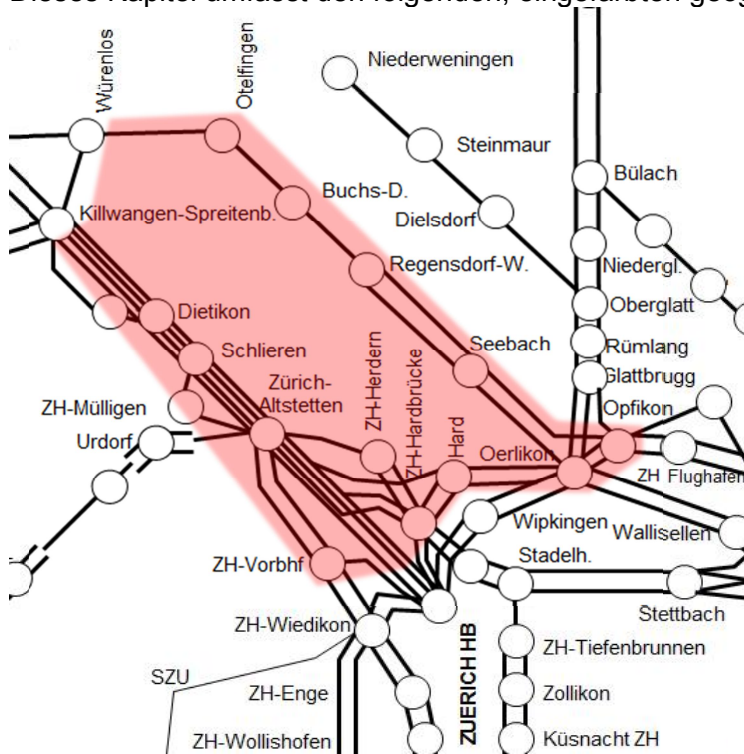 Dieses Kapitel umfasst den folgenden, eingefärbten geog
Würenlos
Otelfingen
Niederweningen
Steinmaur
Bülach
Buchs-D.
Dielsdorf
Killwangen-Spreitenb.
Niedergl.
Regensdorf-W.
Oberglatt
Dietikon
Seebach
Rümlang
Schlieren
ZH-Herdern
ZH-Hardbrücke
Glattbrugg
Zürich-
Altstetten
Opfikon
ZH-Mülligen
Hard
Urdorf
Oerlikon
ZH Flughafen
Wipkingen
Wallisellen
ZH-Vorbhf
Stadelh.
Stettbach
ZH-Wiedikon
ZUERICH HB
ZH-Tiefenbrunnen
SZU
ZH-Enge
Zollikon
ZH-Wollishofen
Küsnacht ZH